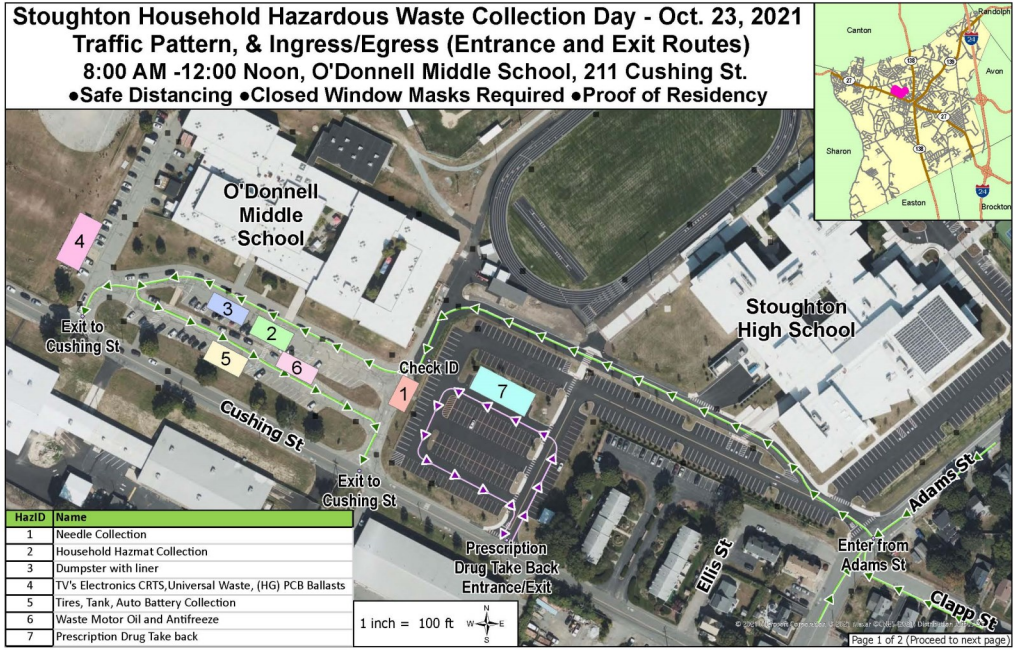 Stoughton Household Hazardous Waste Collection Day - Oct. 23, 2021
Traffic Pattern, & Ingress/Egress (Entrance and Exit Routes)
8:00 AM -12:00 Noon, O'Donnell Middle School, 211 Cushing St.
●Safe Distancing ●Closed Window Masks Required ●Proof of Residency
Canton
Randolph
24
138
139
27
Avon
27
Sharon
138
24
Easton
Brockton
O'Donnell
Middle
School
4
Stoughton
High School
3
2
5
6
Exit to
Cushing St
Check ID
1
7
Cushing St
Exit to
Cushing St
Adams St
Prescription
Drug Take Back
Entrance/Exit
Ellis St
Enter from
Adams St
Clapp St
HazID Name
1 Needle Collection
2 Household Hazmat Collection
3 Dumpster with liner
4 TV's Electronics CRTS,Universal Waste, (HG) PCB Ballasts
5 Tires, Tank, Auto Battery Collection
6 Waste Motor Oil and Antifreeze
7 Prescription Drug Take back
1 inch = 100 ft
N
W E
S
Page 1 of 2 (Proceed to next page)